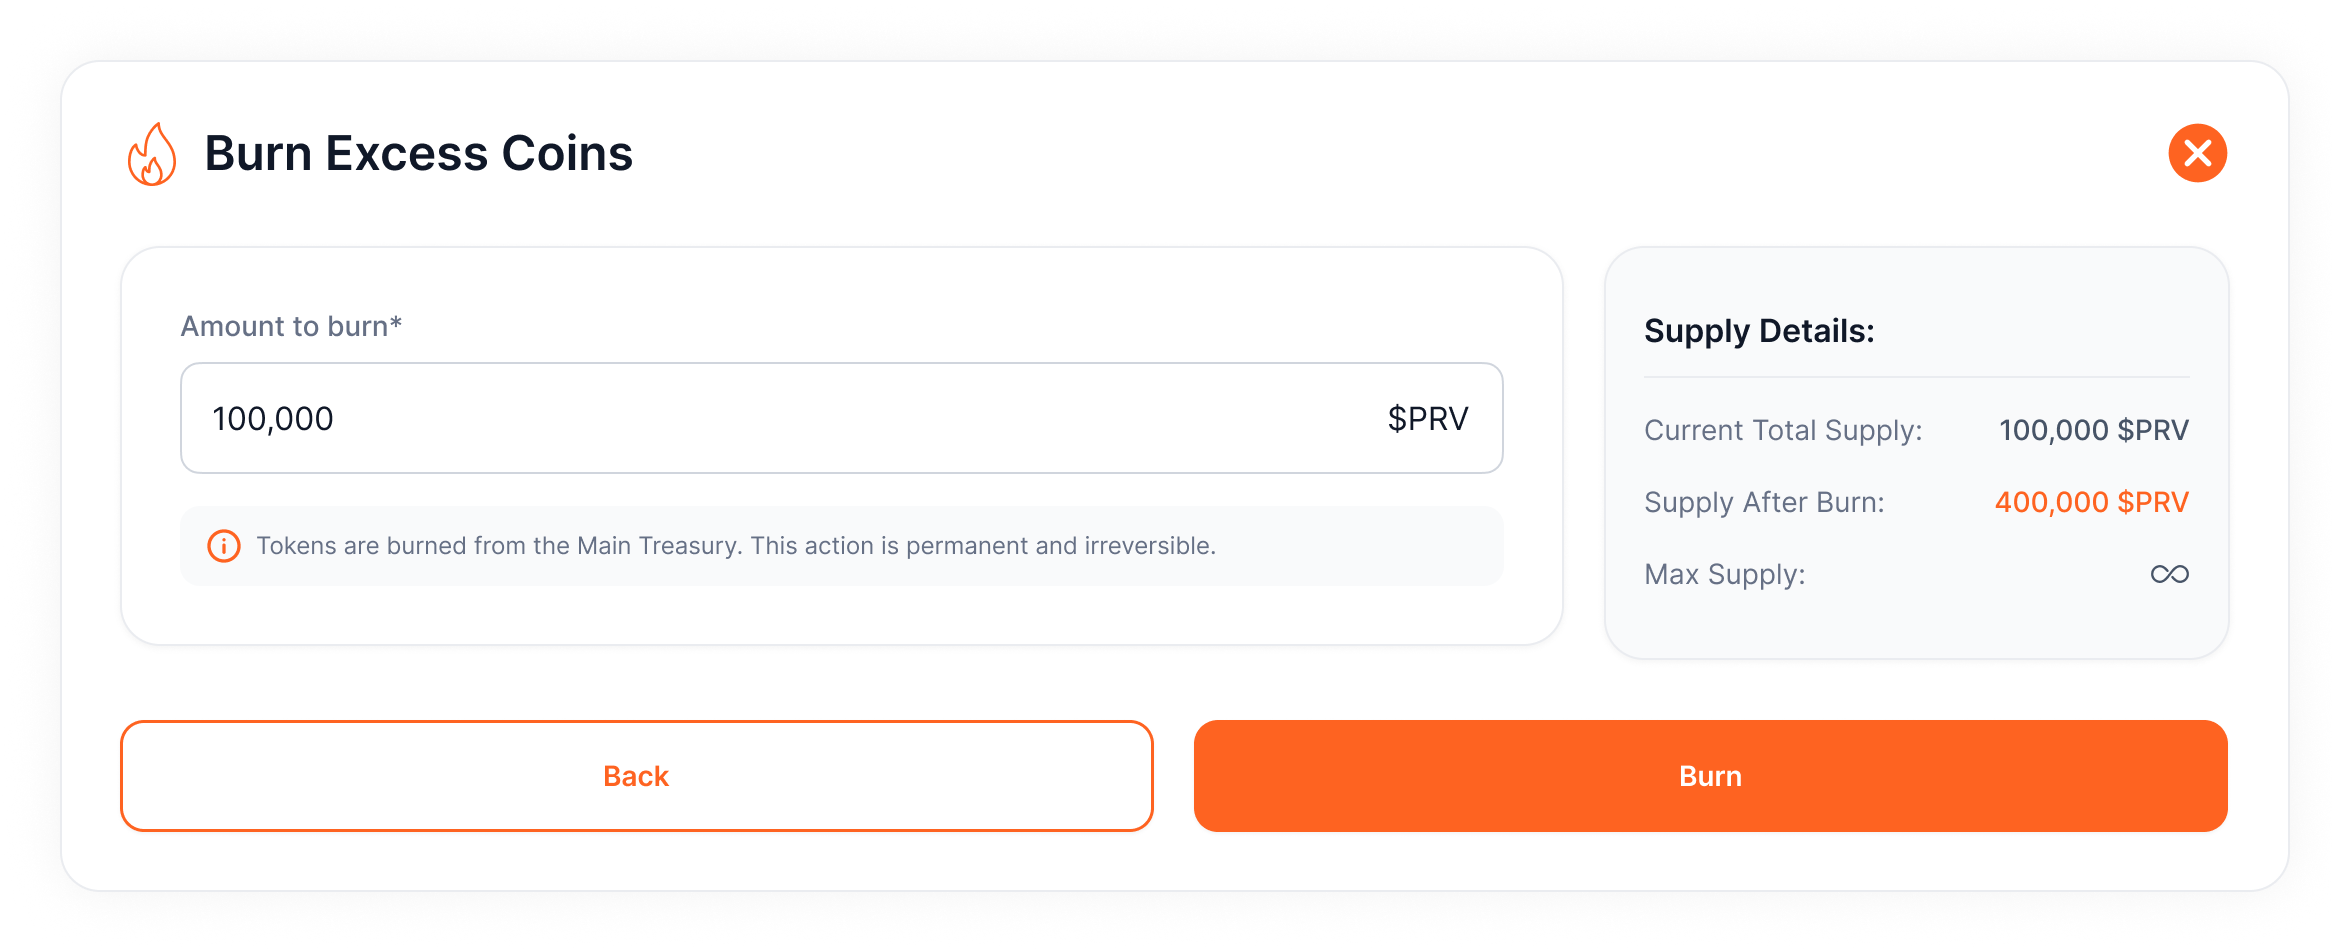 Burn Excess Coins
Amount to burn*
100,000 $PRV
Tokens are burned from the Main Treasury. This action is permanent and irreversible.
Supply Details:
Current Total Supply: 100,000 $PRV
Supply After Burn: 400,000 $PRV
Max Supply: ∞
Back
Burn